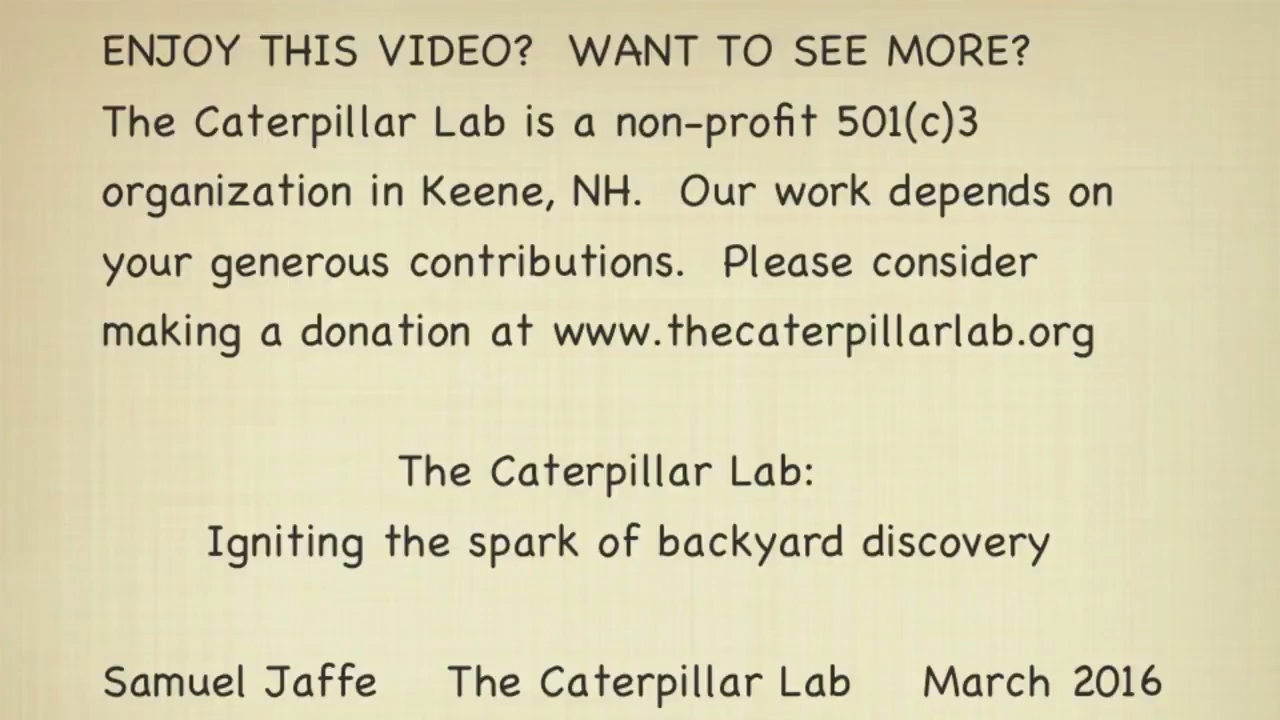 ENJOY THIS VIDEO?  WANT TO SEE MORE?
The Caterpillar Lab is a non-profit 501(c)3
organization in Keene, NH.  Our work depends on
your generous contributions.  Please consider
making a donation at www.thecaterpillarlab.org
The Caterpillar Lab:
Igniting the spark of backyard discovery
Samuel Jaffe    The Caterpillar Lab    March 2016